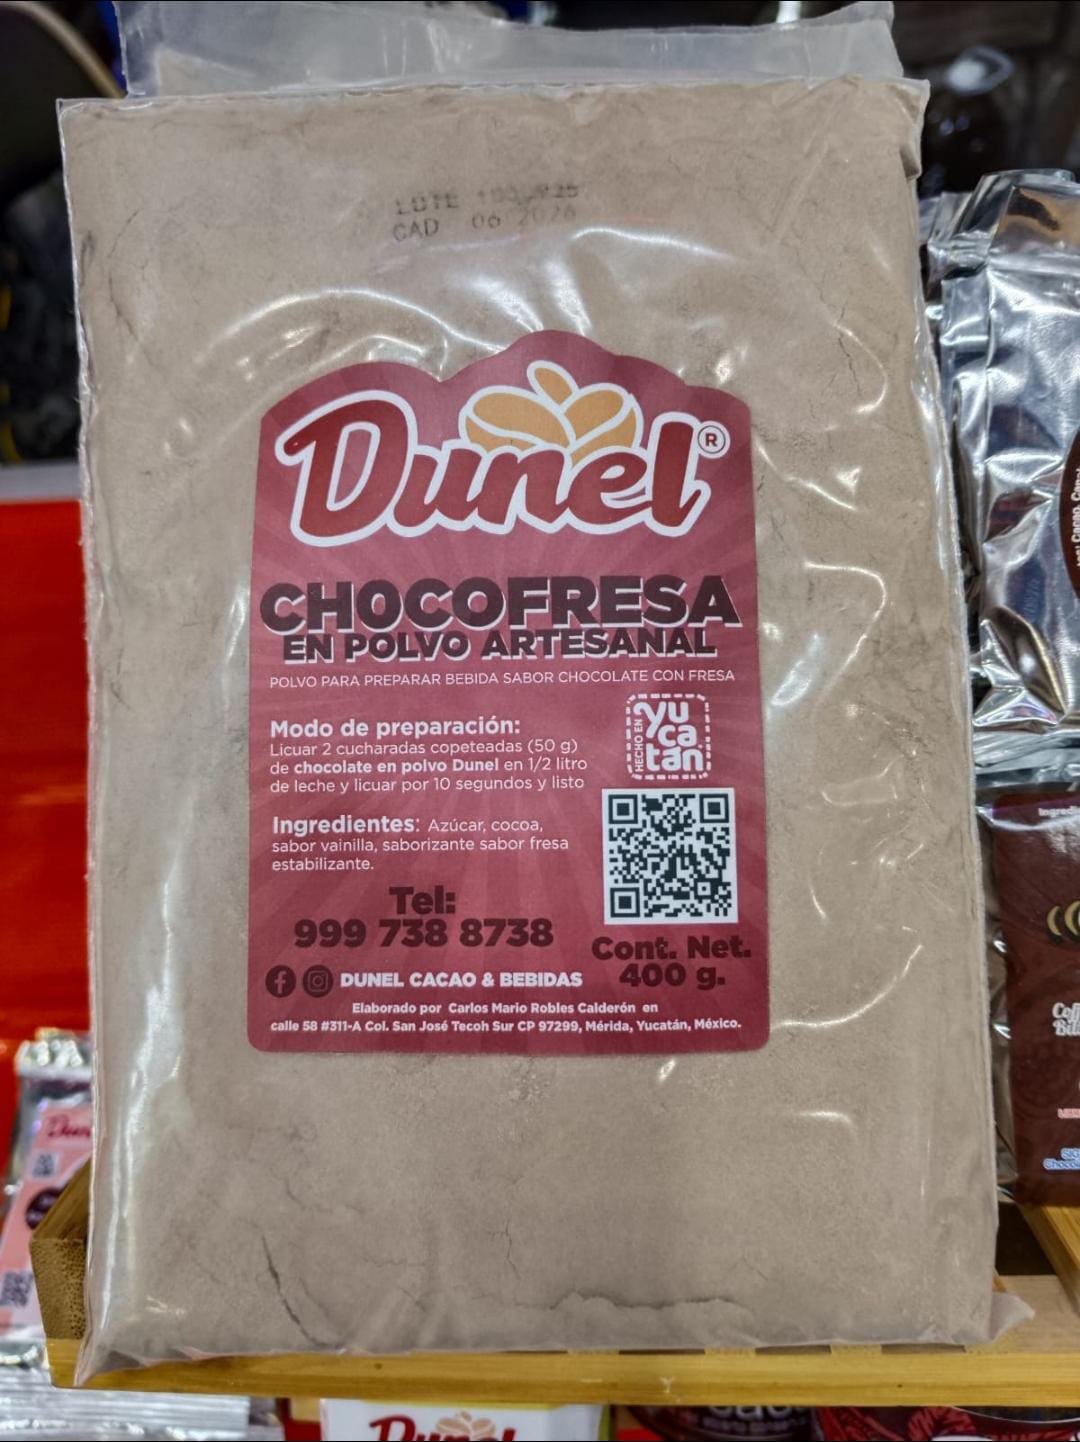 LOTE
CAD 06 2026
Dunel®
CHOCOFRESA
EN POLVO ARTESANAL
POLVO PARA PREPARAR BEBIDA SABOR CHOCOLATE CON FRESA
Modo de preparación:
Licuar 2 cucharadas copeteadas (50 g)
de chocolate en polvo Dunel en 1/2 litro
de leche y licuar por 10 segundos y listo
HECHO EN
yu
ca
tán
Ingredientes: Azúcar, cocoa,
sabor vainilla, saborizante sabor fresa
estabilizante.
Tel:
999 738 8738
Cont. Net.
400 g.
DUNEL CACAO & BEBIDAS
Elaborado por Carlos Mario Robles Calderón en
calle 58 #311-A Col. San José Tecoh Sur CP 97299, Mérida, Yucatán, México.
Dunel